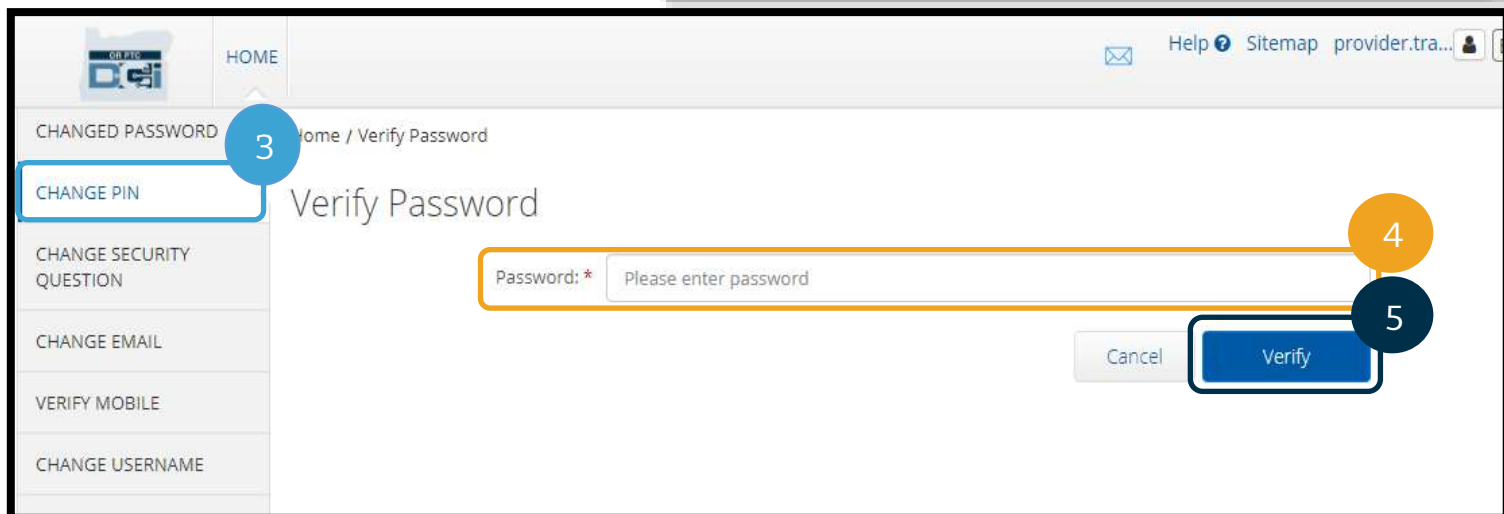 OR PTC
DCi
HOME
Help ? Sitemap provider.tra...
CHANGED PASSWORD
3
Home / Verify Password
CHANGE PIN
Verify Password
CHANGE SECURITY
QUESTION
4
Password: * Please enter password
5
CHANGE EMAIL
Cancel Verify
VERIFY MOBILE
CHANGE USERNAME